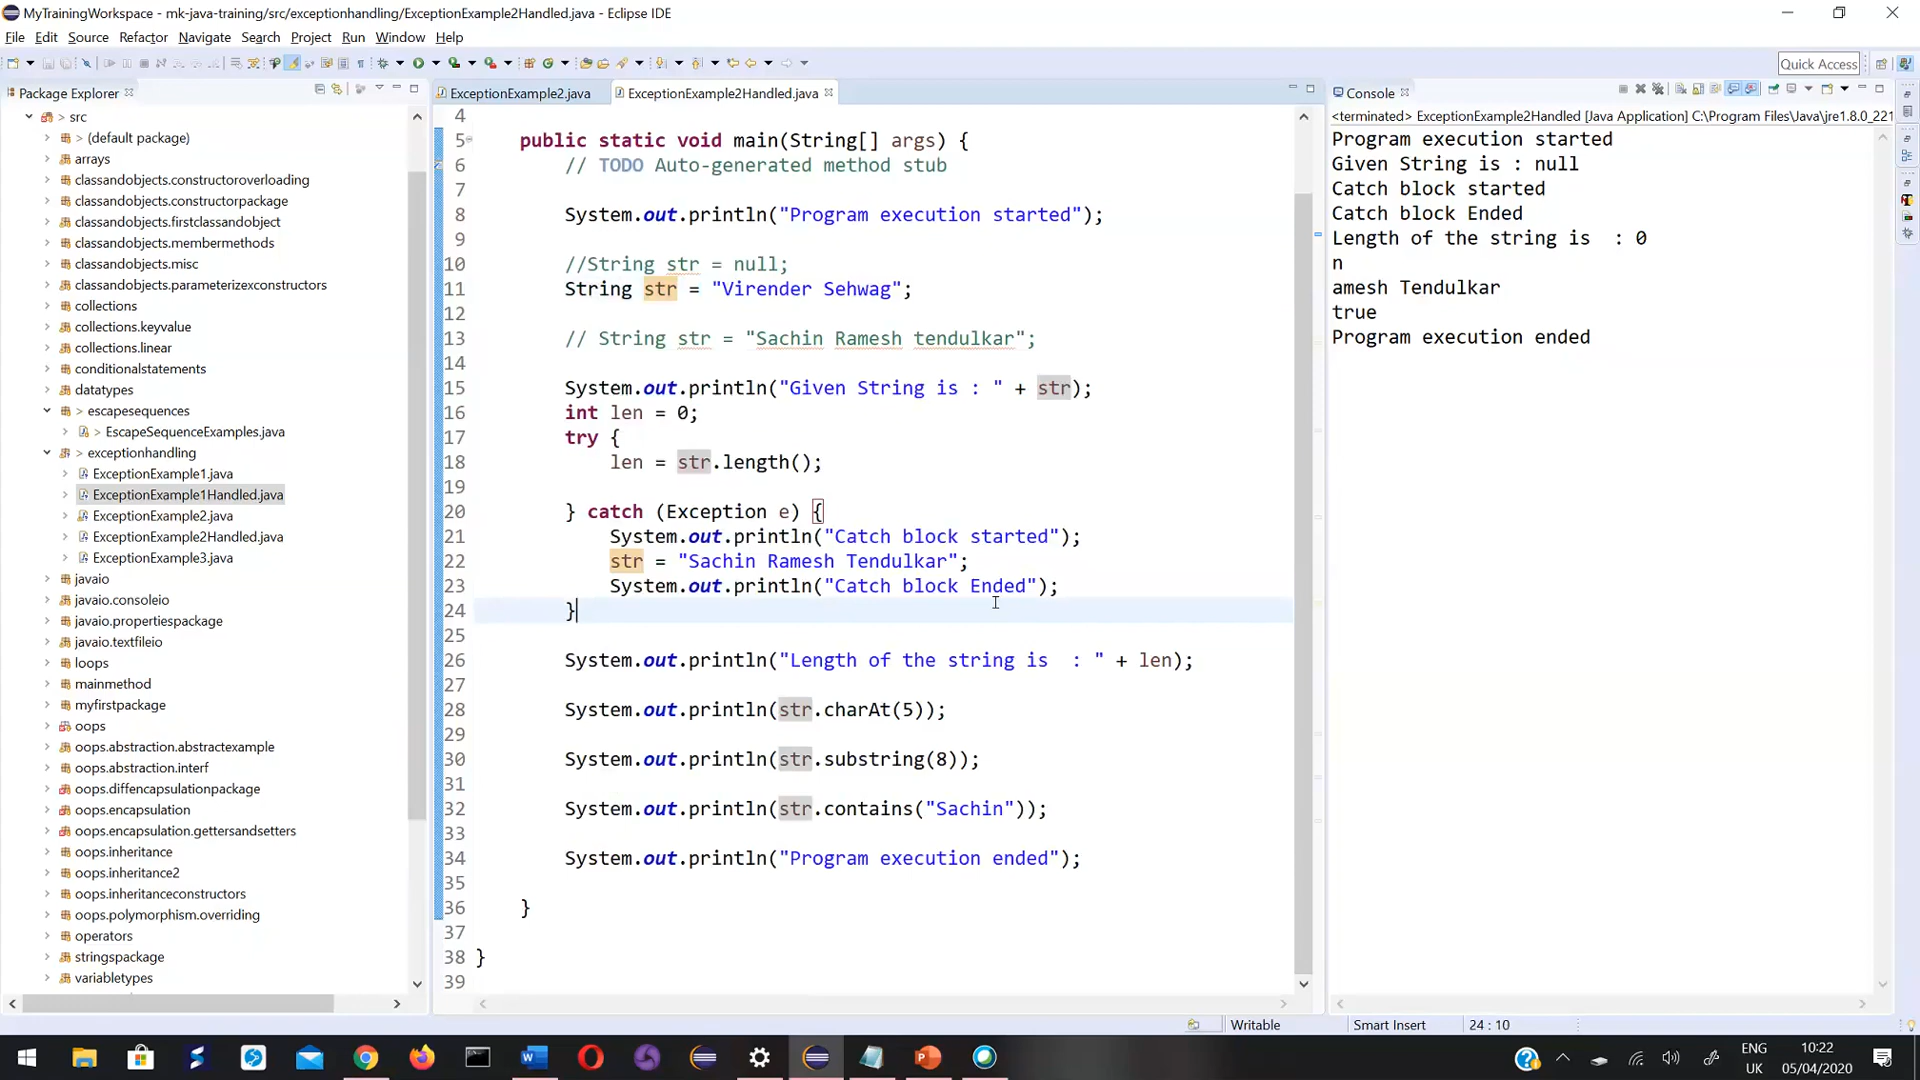 MyTrainingWorkspace - mk-java-training/src/exceptionhandling/ExceptionExample2Handled.java - Eclipse IDE
File Edit Source Refactor Navigate Search Project Run Window Help
Quick Access
Package Explorer
src
> (default package)
arrays
classandobjects.constructoroverloading
classandobjects.constructorpackage
classandobjects.firstclassandobject
classandobjects.membermethods
classandobjects.misc
classandobjects.parameterizexconstructors
collections
collections.keyvalue
collections.linear
conditionalstatements
datatypes
> escapesequences
> EscapeSequenceExamples.java
> exceptionhandling
ExceptionExample1.java
ExceptionExample1Handled.java
ExceptionExample2.java
ExceptionExample2Handled.java
ExceptionExample3.java
javaio
javaio.consoleio
javaio.propertiespackage
javaio.textfileio
loops
mainmethod
myfirstpackage
oops
oops.abstraction.abstractexample
oops.abstraction.interf
oops.diffencapsulationpackage
oops.encapsulation
oops.encapsulation.gettersandsetters
oops.inheritance
oops.inheritance2
oops.inheritanceconstructors
oops.polymorphism.overriding
operators
stringspackage
variabletypes
ExceptionExample2.java ExceptionExample2Handled.java
4
5 public static void main(String[] args) {
6 // TODO Auto-generated method stub
7
8 System.out.println("Program execution started");
9
10 //String str = null;
11 String str = "Virender Sehwag";
12
13 // String str = "Sachin Ramesh tendulkar";
14
15 System.out.println("Given String is : " + str);
16 int len = 0;
17 try {
18 len = str.length();
19
20 } catch (Exception e) {
21 System.out.println("Catch block started");
22 str = "Sachin Ramesh Tendulkar";
23 System.out.println("Catch block Ended");
24 }
25
26 System.out.println("Length of the string is  : " + len);
27
28 System.out.println(str.charAt(5));
29
30 System.out.println(str.substring(8));
31
32 System.out.println(str.contains("Sachin"));
33
34 System.out.println("Program execution ended");
35
36 }
37
38 }
39
Console
<terminated> ExceptionExample2Handled [Java Application] C:\Program Files\Java\jre1.8.0_221
Program execution started
Given String is : null
Catch block started
Catch block Ended
Length of the string is  : 0
n
amesh Tendulkar
true
Program execution ended
Writable Smart Insert 24 : 10
ENG
UK
10:22
05/04/2020